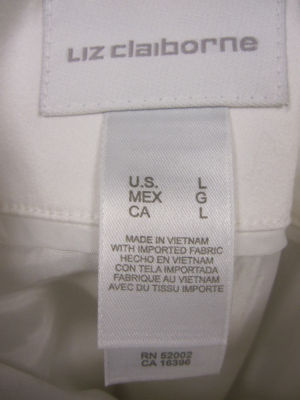 LIZ claiborne
U.S. L
MEX G
CA L
MADE IN VIETNAM
WITH IMPORTED FABRIC
HECHO EN VIETNAM
CON TELA IMPORTADA
FABRIQUE AU VIETNAM
AVEC DU TISSU IMPORTE
RN 52002
CA 16396